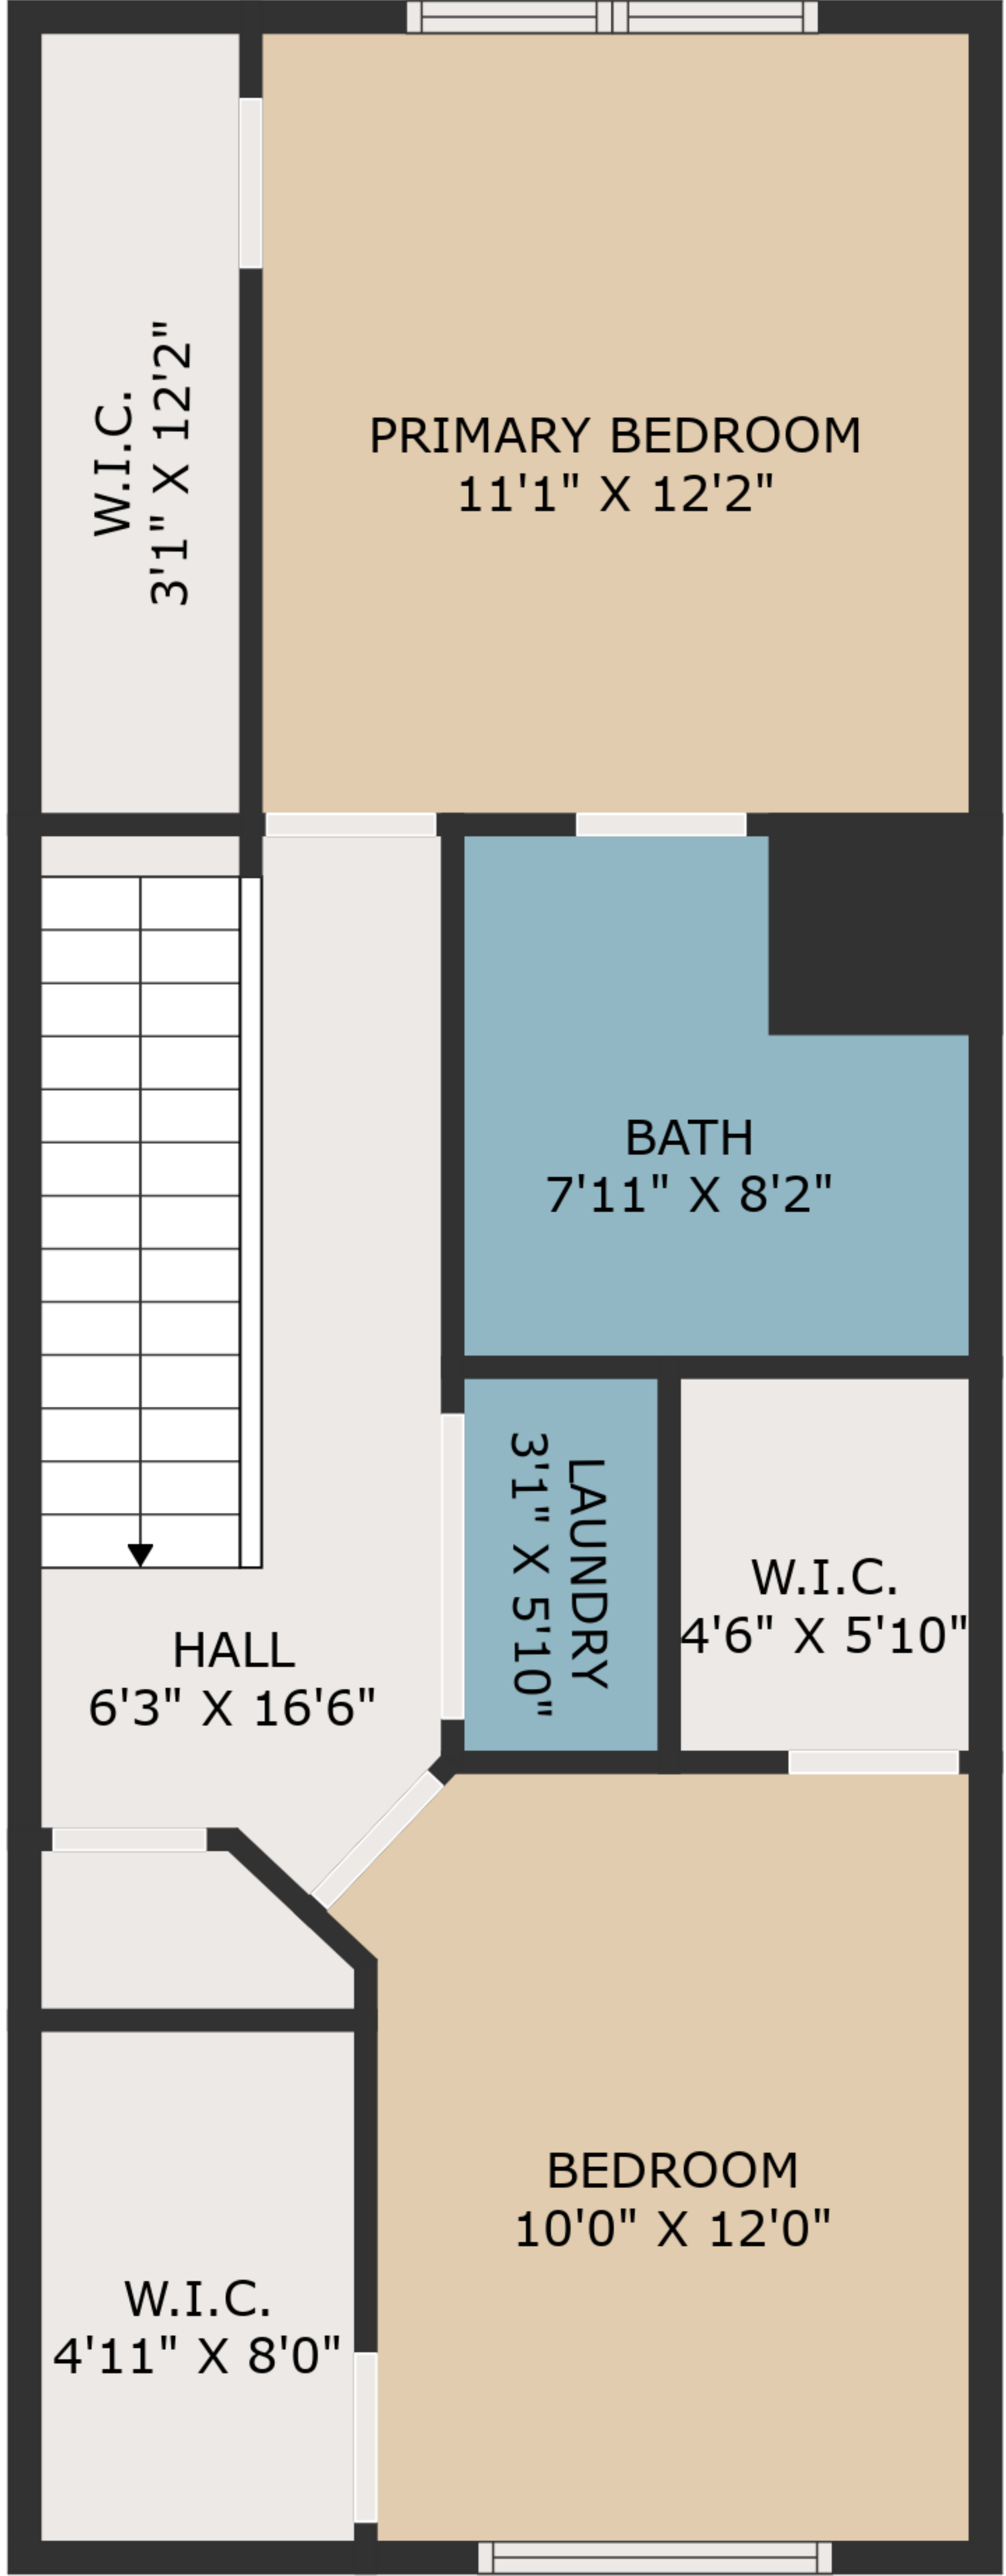 W.I.C.
3'1" X 12'2"
PRIMARY BEDROOM
11'1" X 12'2"
BATH
7'11" X 8'2"
LAUNDRY
3'1" X 5'10"
W.I.C.
4'6" X 5'10"
HALL
6'3" X 16'6"
BEDROOM
10'0" X 12'0"
W.I.C.
4'11" X 8'0"